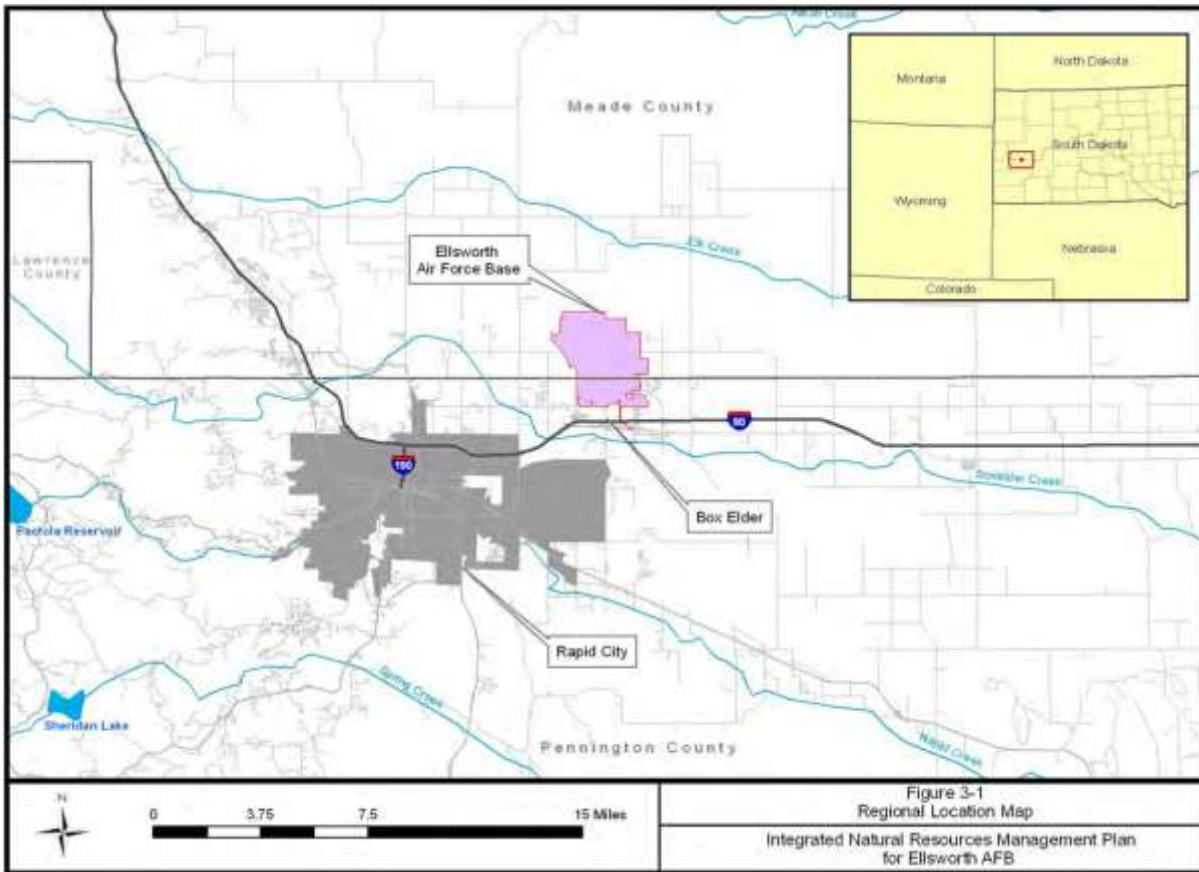 Meade County
Montana
North Dakota
South Dakota
Wyoming
Nebraska
Colorado
Lawrence
County
Ellsworth
Air Force Base
Elk Creek
90
190
Boxelder Creek
Box Elder
Pactola Reservoir
Rapid City
Spring Creek
Sheridan Lake
Pennington County
Rapid Creek
N
0 3.75 7.5 15 Miles
Figure 3-1
Regional Location Map
Integrated Natural Resources Management Plan
for Ellsworth AFB